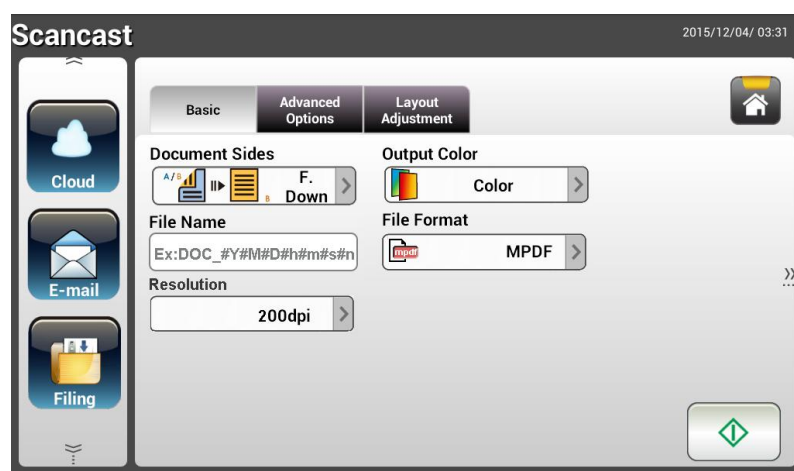 Scancast
2015/12/04/ 03:31
Basic
Advanced
Options
Layout
Adjustment
Cloud
E-mail
Filing
Document Sides
A/B
B
F.
Down
Output Color
Color
File Name
Ex:DOC_#Y#M#D#h#m#s#n
File Format
mpdf
MPDF
Resolution
200dpi